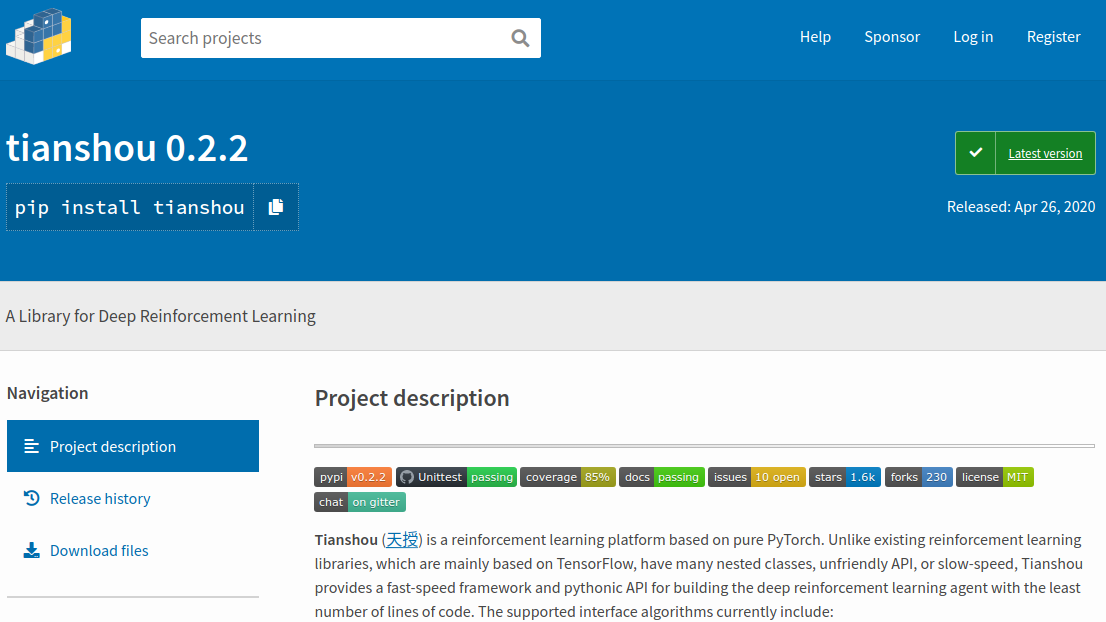 Search projects
Help Sponsor Log in Register
tianshou 0.2.2
pip install tianshou
Latest version
Released: Apr 26, 2020
A Library for Deep Reinforcement Learning
Navigation
Project description
Release history
Download files
Project description
pypi v0.2.2 Unittest passing coverage 85% docs passing issues 10 open stars 1.6k forks 230 license MIT
chat on gitter
Tianshou (天授) is a reinforcement learning platform based on pure PyTorch. Unlike existing reinforcement learning
libraries, which are mainly based on TensorFlow, have many nested classes, unfriendly API, or slow-speed, Tianshou
provides a fast-speed framework and pythonic API for building the deep reinforcement learning agent with the least
number of lines of code. The supported interface algorithms currently include: